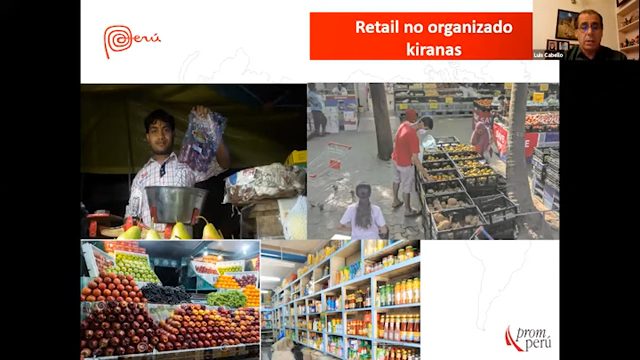 Perú
Retail no organizado
kiranas
Luis Cabello
prom
perú